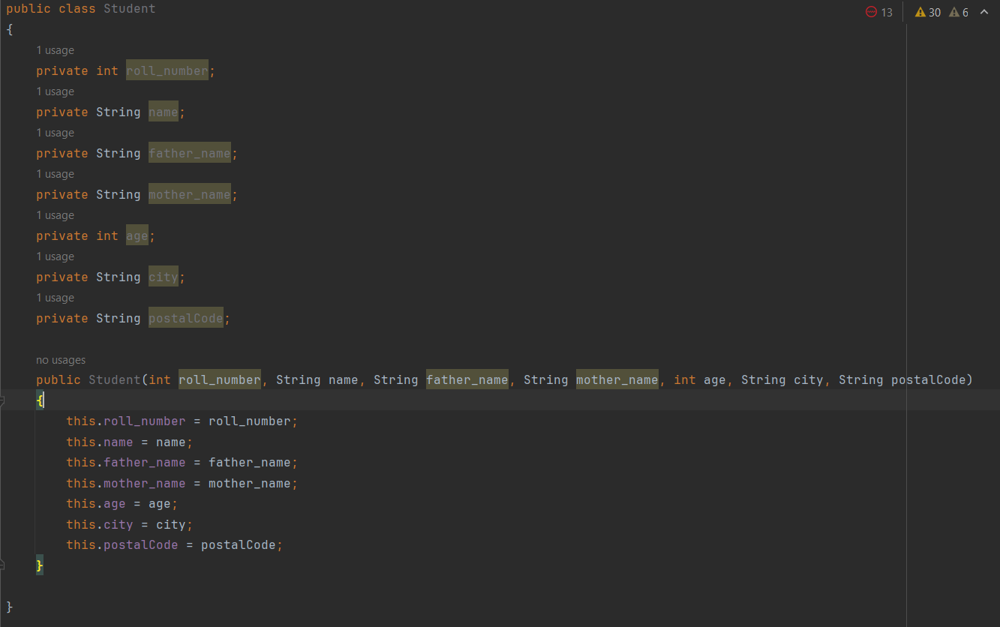 public class Student
13 30 6
{
1 usage
private int roll_number;
1 usage
private String name;
1 usage
private String father_name;
1 usage
private String mother_name;
1 usage
private int age;
1 usage
private String city;
1 usage
private String postalCode;
no usages
public Student(int roll_number, String name, String father_name, String mother_name, int age, String city, String postalCode)
{
this.roll_number = roll_number;
this.name = name;
this.father_name = father_name;
this.mother_name = mother_name;
this.age = age;
this.city = city;
this.postalCode = postalCode;
}
}